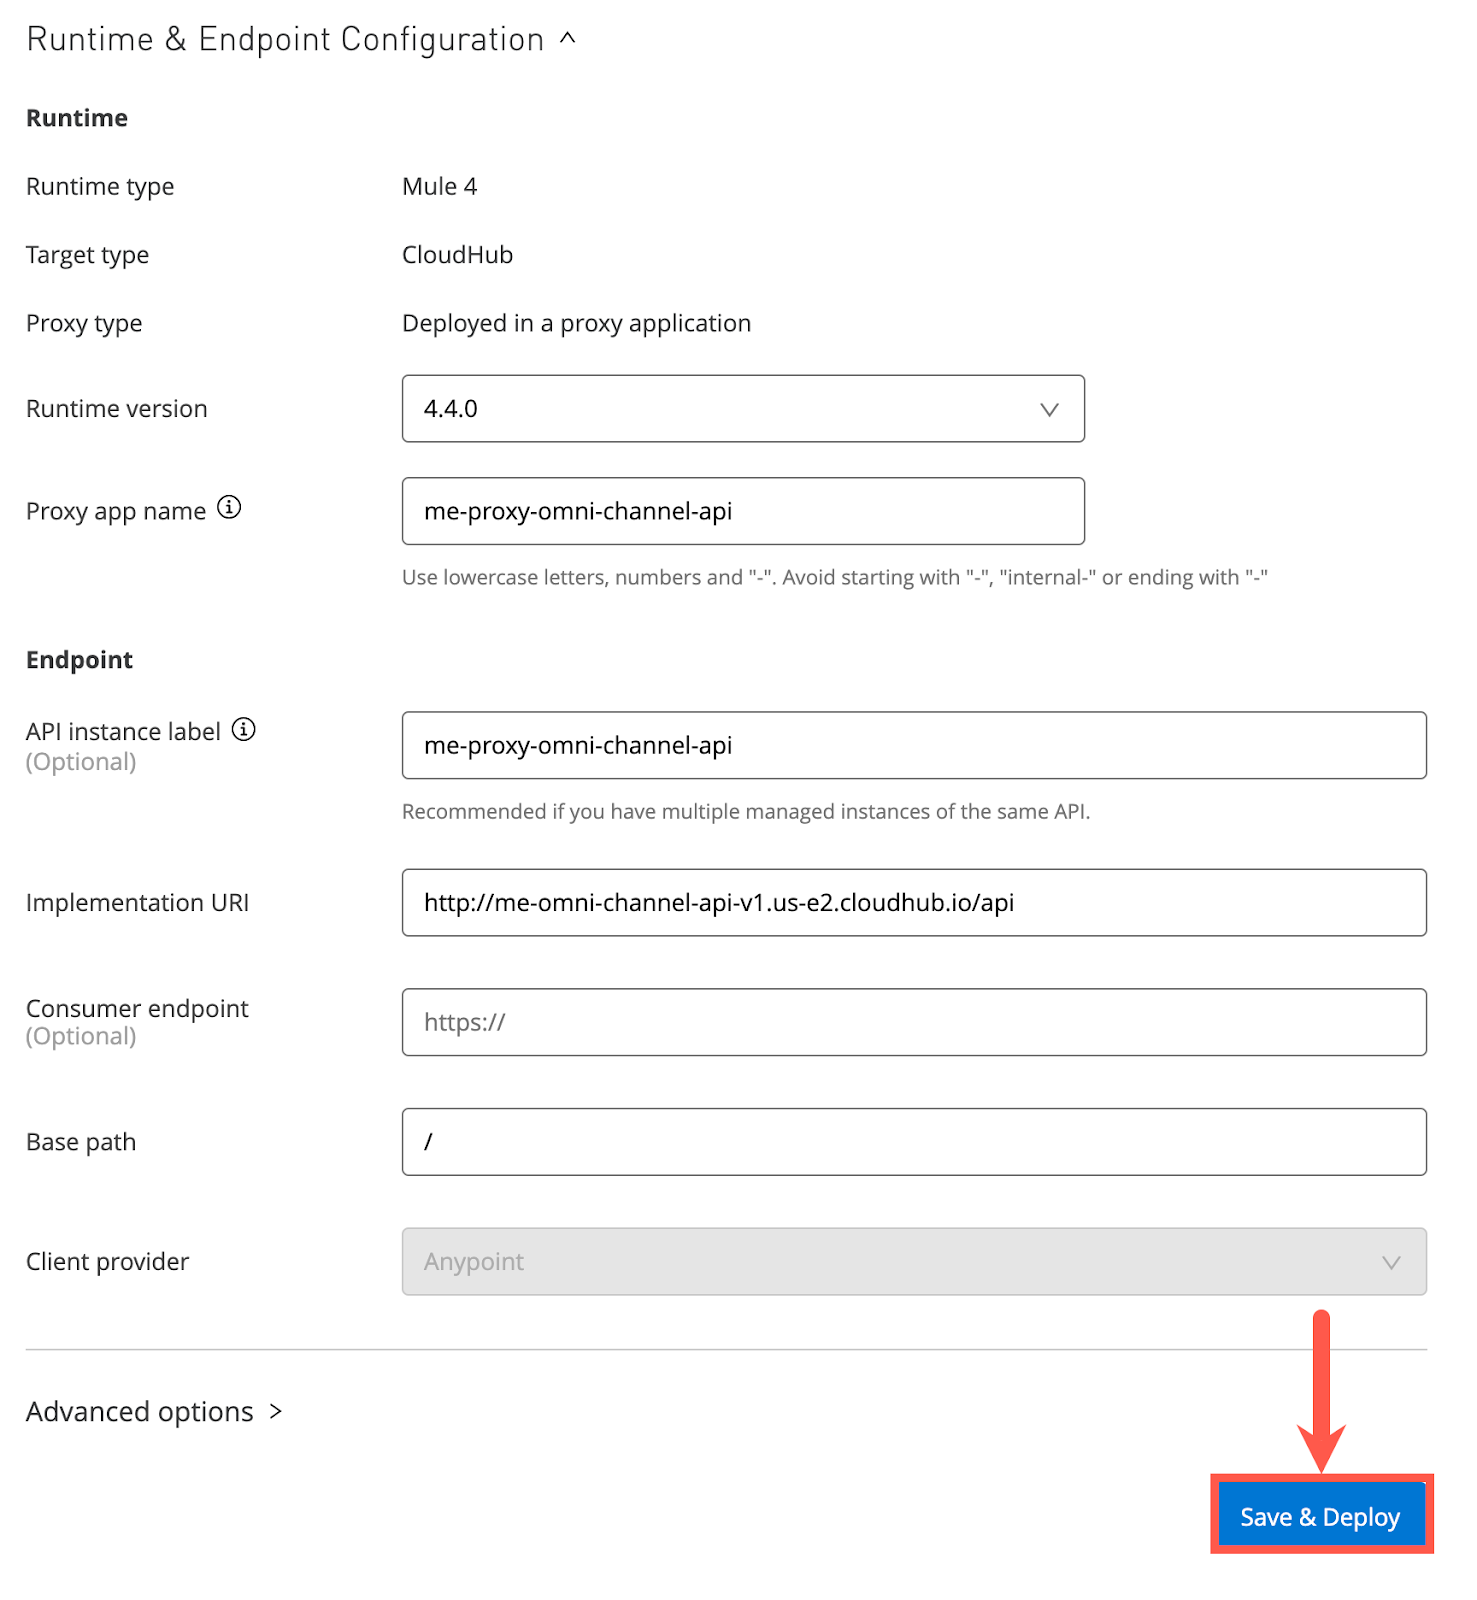 Runtime & Endpoint Configuration
Runtime
Runtime type Mule 4
Target type CloudHub
Proxy type Deployed in a proxy application
Runtime version 4.4.0
Proxy app name me-proxy-omni-channel-api
Use lowercase letters, numbers and "-". Avoid starting with "-", "internal-" or ending with "-"
Endpoint
API instance label me-proxy-omni-channel-api
(Optional)
Recommended if you have multiple managed instances of the same API.
Implementation URI http://me-omni-channel-api-v1.us-e2.cloudhub.io/api
Consumer endpoint https://
(Optional)
Base path /
Client provider Anypoint
Advanced options >
Save & Deploy